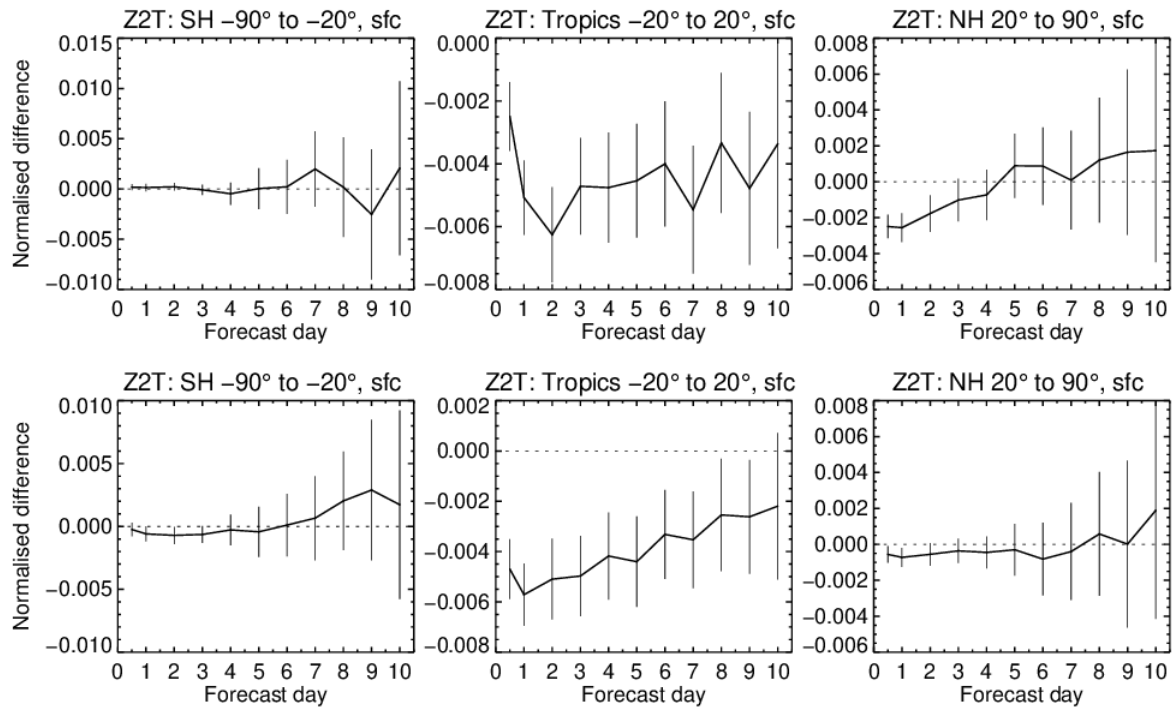 Z2T: SH −90° to −20°, sfc
0.015
0.010
0.005
0.000
−0.005
−0.010
Normalised difference
0 1 2 3 4 5 6 7 8 9 10
Forecast day
Z2T: Tropics −20° to 20°, sfc
0.000
−0.002
−0.004
−0.006
−0.008
0 1 2 3 4 5 6 7 8 9 10
Forecast day
Z2T: NH 20° to 90°, sfc
0.008
0.006
0.004
0.002
0.000
−0.002
−0.004
−0.006
0 1 2 3 4 5 6 7 8 9 10
Forecast day
Z2T: SH −90° to −20°, sfc
0.010
0.005
0.000
−0.005
−0.010
Normalised difference
0 1 2 3 4 5 6 7 8 9 10
Forecast day
Z2T: Tropics −20° to 20°, sfc
0.002
0.000
−0.002
−0.004
−0.006
−0.008
0 1 2 3 4 5 6 7 8 9 10
Forecast day
Z2T: NH 20° to 90°, sfc
0.008
0.006
0.004
0.002
0.000
−0.002
−0.004
−0.006
0 1 2 3 4 5 6 7 8 9 10
Forecast day